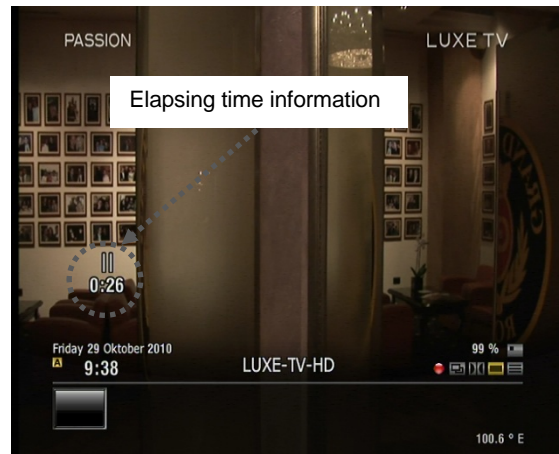 PASSION
LUXE TV
Elapsing time information
0:26
Friday 29 Oktober 2010
A 9:38
LUXE-TV-HD
99 %
100.6 ° E